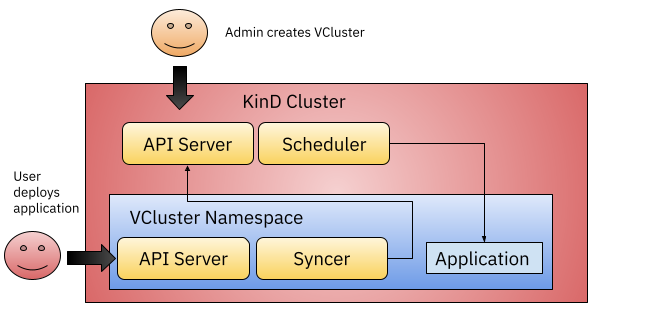 Admin creates VCluster
KinD Cluster
API Server
Scheduler
User
deploys
application
VCluster Namespace
API Server
Syncer
Application